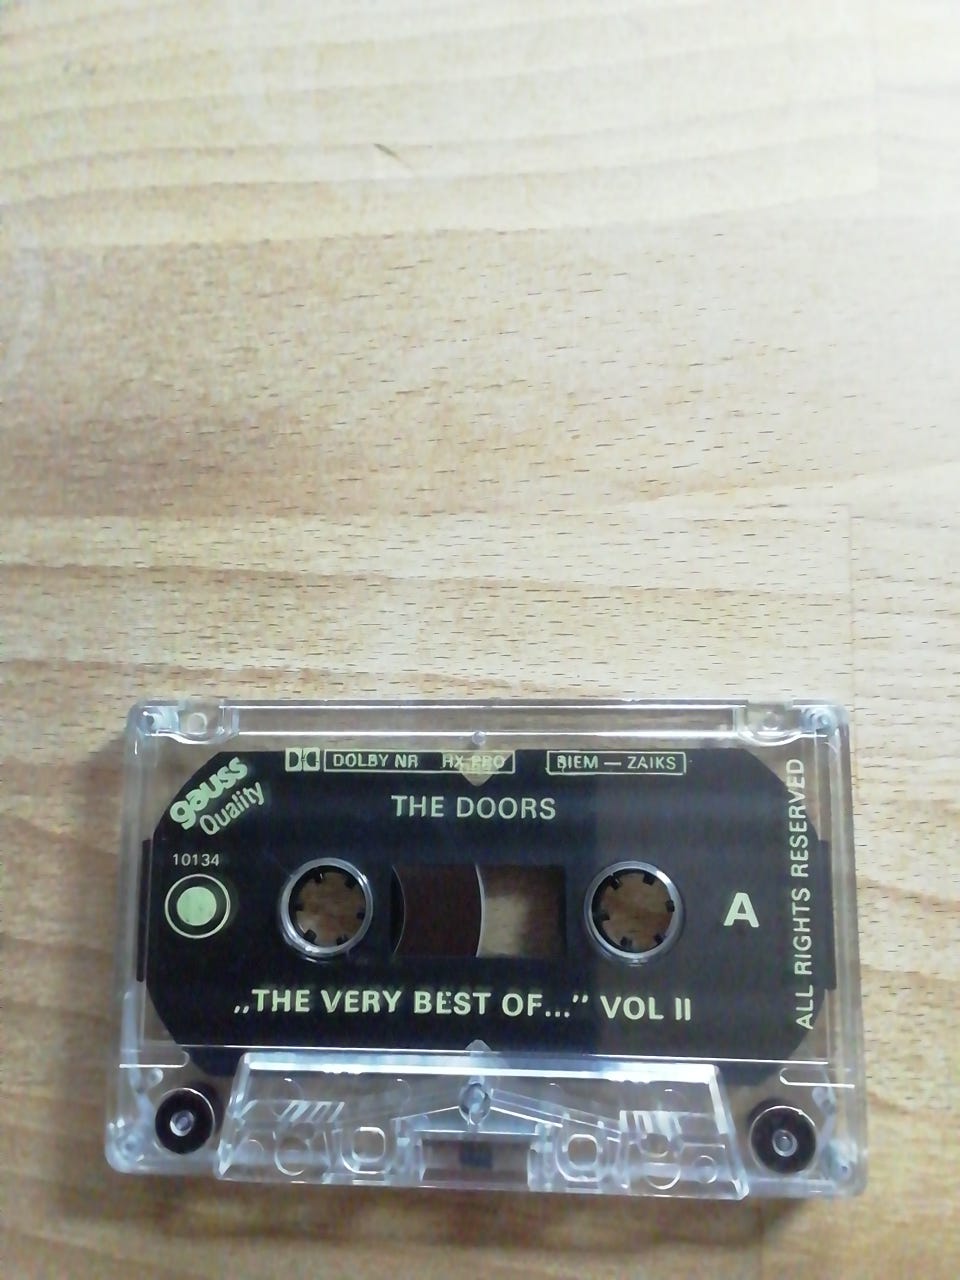 gauss
Quality
DOLBY NR HX PRO
BIEM — ZAIKS
THE DOORS
10134
A
ALL RIGHTS RESERVED
„THE VERY BEST OF...” VOL II